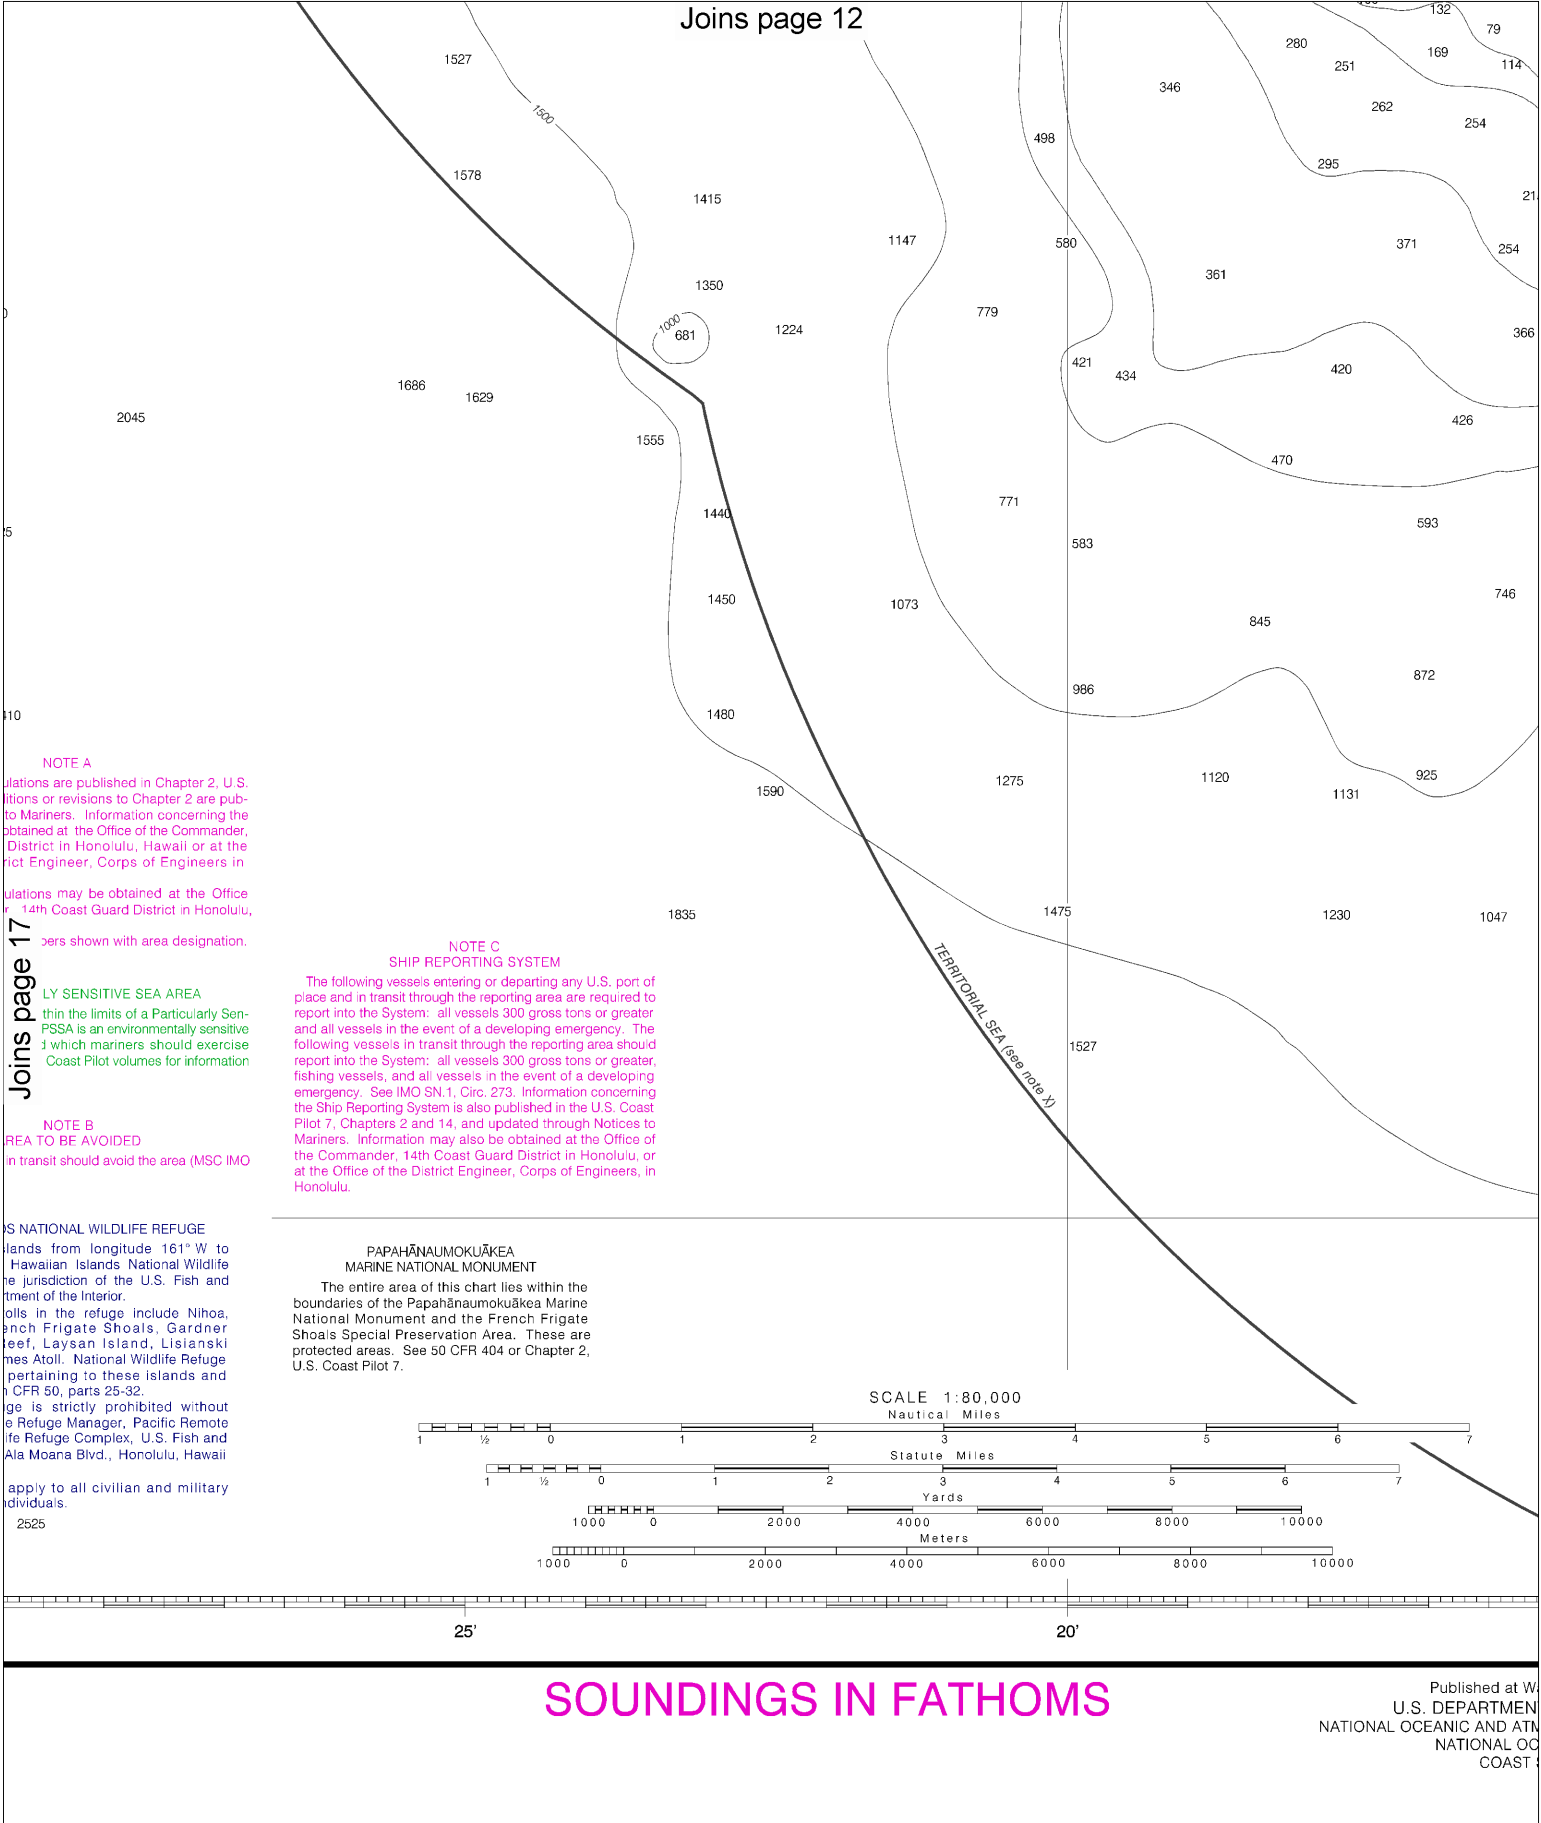 Joins page 12
132
79
1527
280
169
251
114
346
1500
262
254
498
295
1578
1415
21
1147
580
371
254
361
1350
779
1000
681
1224
366
421
434
420
1686
1629
2045
426
1555
470
771
1440
593
583
1450
1073
746
845
872
986
1480
410
1590
1275
1120
925
1131
1835
1475
1230
1047
1527
TERRITORIAL SEA (see note X)
NOTE A
ulations are published in Chapter 2, U.S.
litions or revisions to Chapter 2 are pub-
to Mariners. Information concerning the
obtained at the Office of the Commander,
District in Honolulu, Hawaii or at the
rict Engineer, Corps of Engineers in
ulations may be obtained at the Office
r 14th Coast Guard District in Honolulu,
bers shown with area designation.
Joins page 17
LY SENSITIVE SEA AREA
thin the limits of a Particularly Sen-
PSSA is an environmentally sensitive
d which mariners should exercise
Coast Pilot volumes for information
NOTE B
REA TO BE AVOIDED
in transit should avoid the area (MSC IMO
NOTE C
SHIP REPORTING SYSTEM
The following vessels entering or departing any U.S. port of
place and in transit through the reporting area are required to
report into the System: all vessels 300 gross tons or greater
and all vessels in the event of a developing emergency. The
following vessels in transit through the reporting area should
report into the System: all vessels 300 gross tons or greater,
fishing vessels, and all vessels in the event of a developing
emergency. See IMO SN.1, Circ. 273. Information concerning
the Ship Reporting System is also published in the U.S. Coast
Pilot 7, Chapters 2 and 14, and updated through Notices to
Mariners. Information may also be obtained at the Office of
the Commander, 14th Coast Guard District in Honolulu, or
at the Office of the District Engineer, Corps of Engineers, in
Honolulu.
S NATIONAL WILDLIFE REFUGE
slands from longitude 161° W to
Hawaiian Islands National Wildlife
he jurisdiction of the U.S. Fish and
rtment of the Interior.
olls in the refuge include Nihoa,
ench Frigate Shoals, Gardner
Reef, Laysan Island, Lisianski
mes Atoll. National Wildlife Refuge
pertaining to these islands and
n CFR 50, parts 25-32.
ge is strictly prohibited without
e Refuge Manager, Pacific Remote
ife Refuge Complex, U.S. Fish and
Ala Moana Blvd., Honolulu, Hawaii
apply to all civilian and military
ndividuals.
2525
PAPAHĀNAUMOKUĀKEA
MARINE NATIONAL MONUMENT
The entire area of this chart lies within the
boundaries of the Papahānaumokuākea Marine
National Monument and the French Frigate
Shoals Special Preservation Area. These are
protected areas. See 50 CFR 404 or Chapter 2,
U.S. Coast Pilot 7.
SCALE 1:80,000
Nautical Miles
1 ½ 0 1 2 3 4 5 6 7
Statute Miles
1 ½ 0 1 2 3 4 5 6 7
Yards
1000 0 2000 4000 6000 8000 10000
Meters
1000 0 2000 4000 6000 8000 10000
25' 20'
SOUNDINGS IN FATHOMS
Published at Wa
U.S. DEPARTMEN
NATIONAL OCEANIC AND ATM
NATIONAL OC
COAST